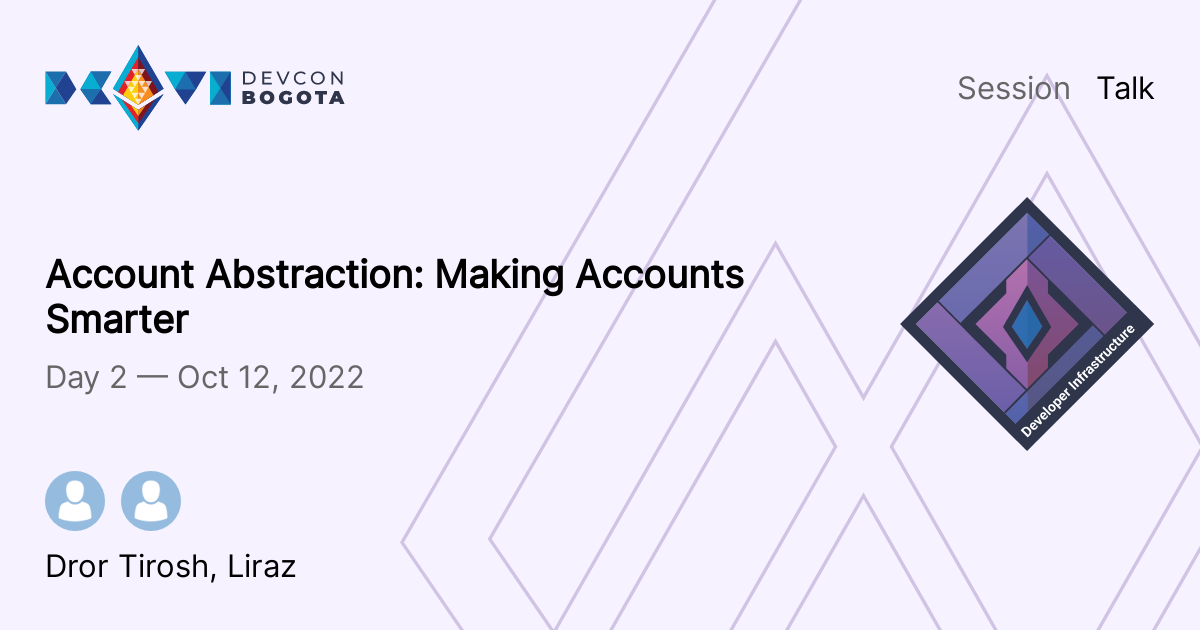 DEVCON
BOGOTA
Session Talk
Account Abstraction: Making Accounts
Smarter
Day 2 — Oct 12, 2022
Developer Infrastructure
Dror Tirosh, Liraz